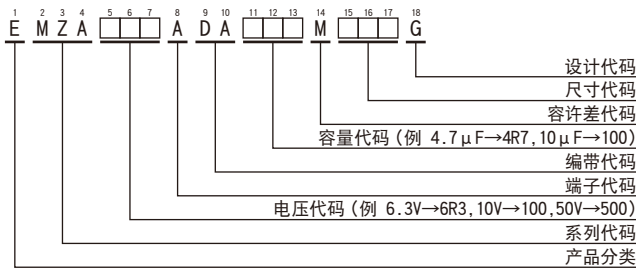 1 2 3 4 5 6 7 8 9 10 11 12 13 14 15 16 17 18
E MZA□□□ADA□□□M□□□G
设计代码
尺寸代码
容许差代码
容量代码（例 4.7μF→4R7,10μF→100）
编带代码
端子代码
电压代码（例 6.3V→6R3,10V→100,50V→500）
系列代码
产品分类